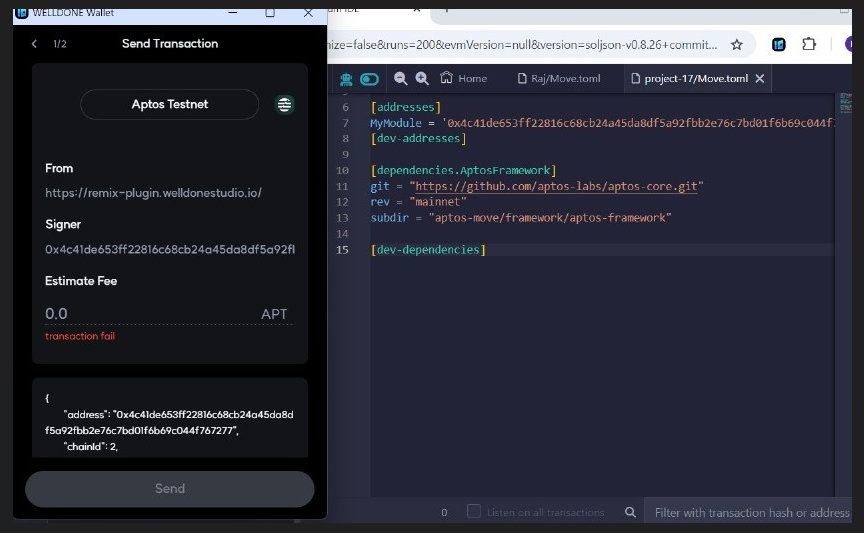 WELLDONE Wallet
1/2
Send Transaction
Aptos Testnet
From
https://remix-plugin.welldonestudio.io/
Signer
0x4c41de653ff22816c68cb24a45da8df5a92f
Estimate Fee
0.0 APT
transaction fail
{
"address": "0x4c41de653ff22816c68cb24a45da8d
f5a92fbb2e76c7bd01f6b69c044f767277",
"chainId": 2,
Send
mize=false&runs=200&evmVersion=null&version=soljson-v0.8.26+commit...
Home
Raj/Move.toml
project-17/Move.toml
6 [addresses]
7 MyModule = '0x4c41de653ff22816c68cb24a45da8df5a92fbb2e76c7bd01f6b69c044f7
8 [dev-addresses]
9
10 [dependencies.AptosFramework]
11 git = "https://github.com/aptos-labs/aptos-core.git"
12 rev = "mainnet"
13 subdir = "aptos-move/framework/aptos-framework"
14
15 [dev-dependencies]
0
Listen on all transactions
Filter with transaction hash or address